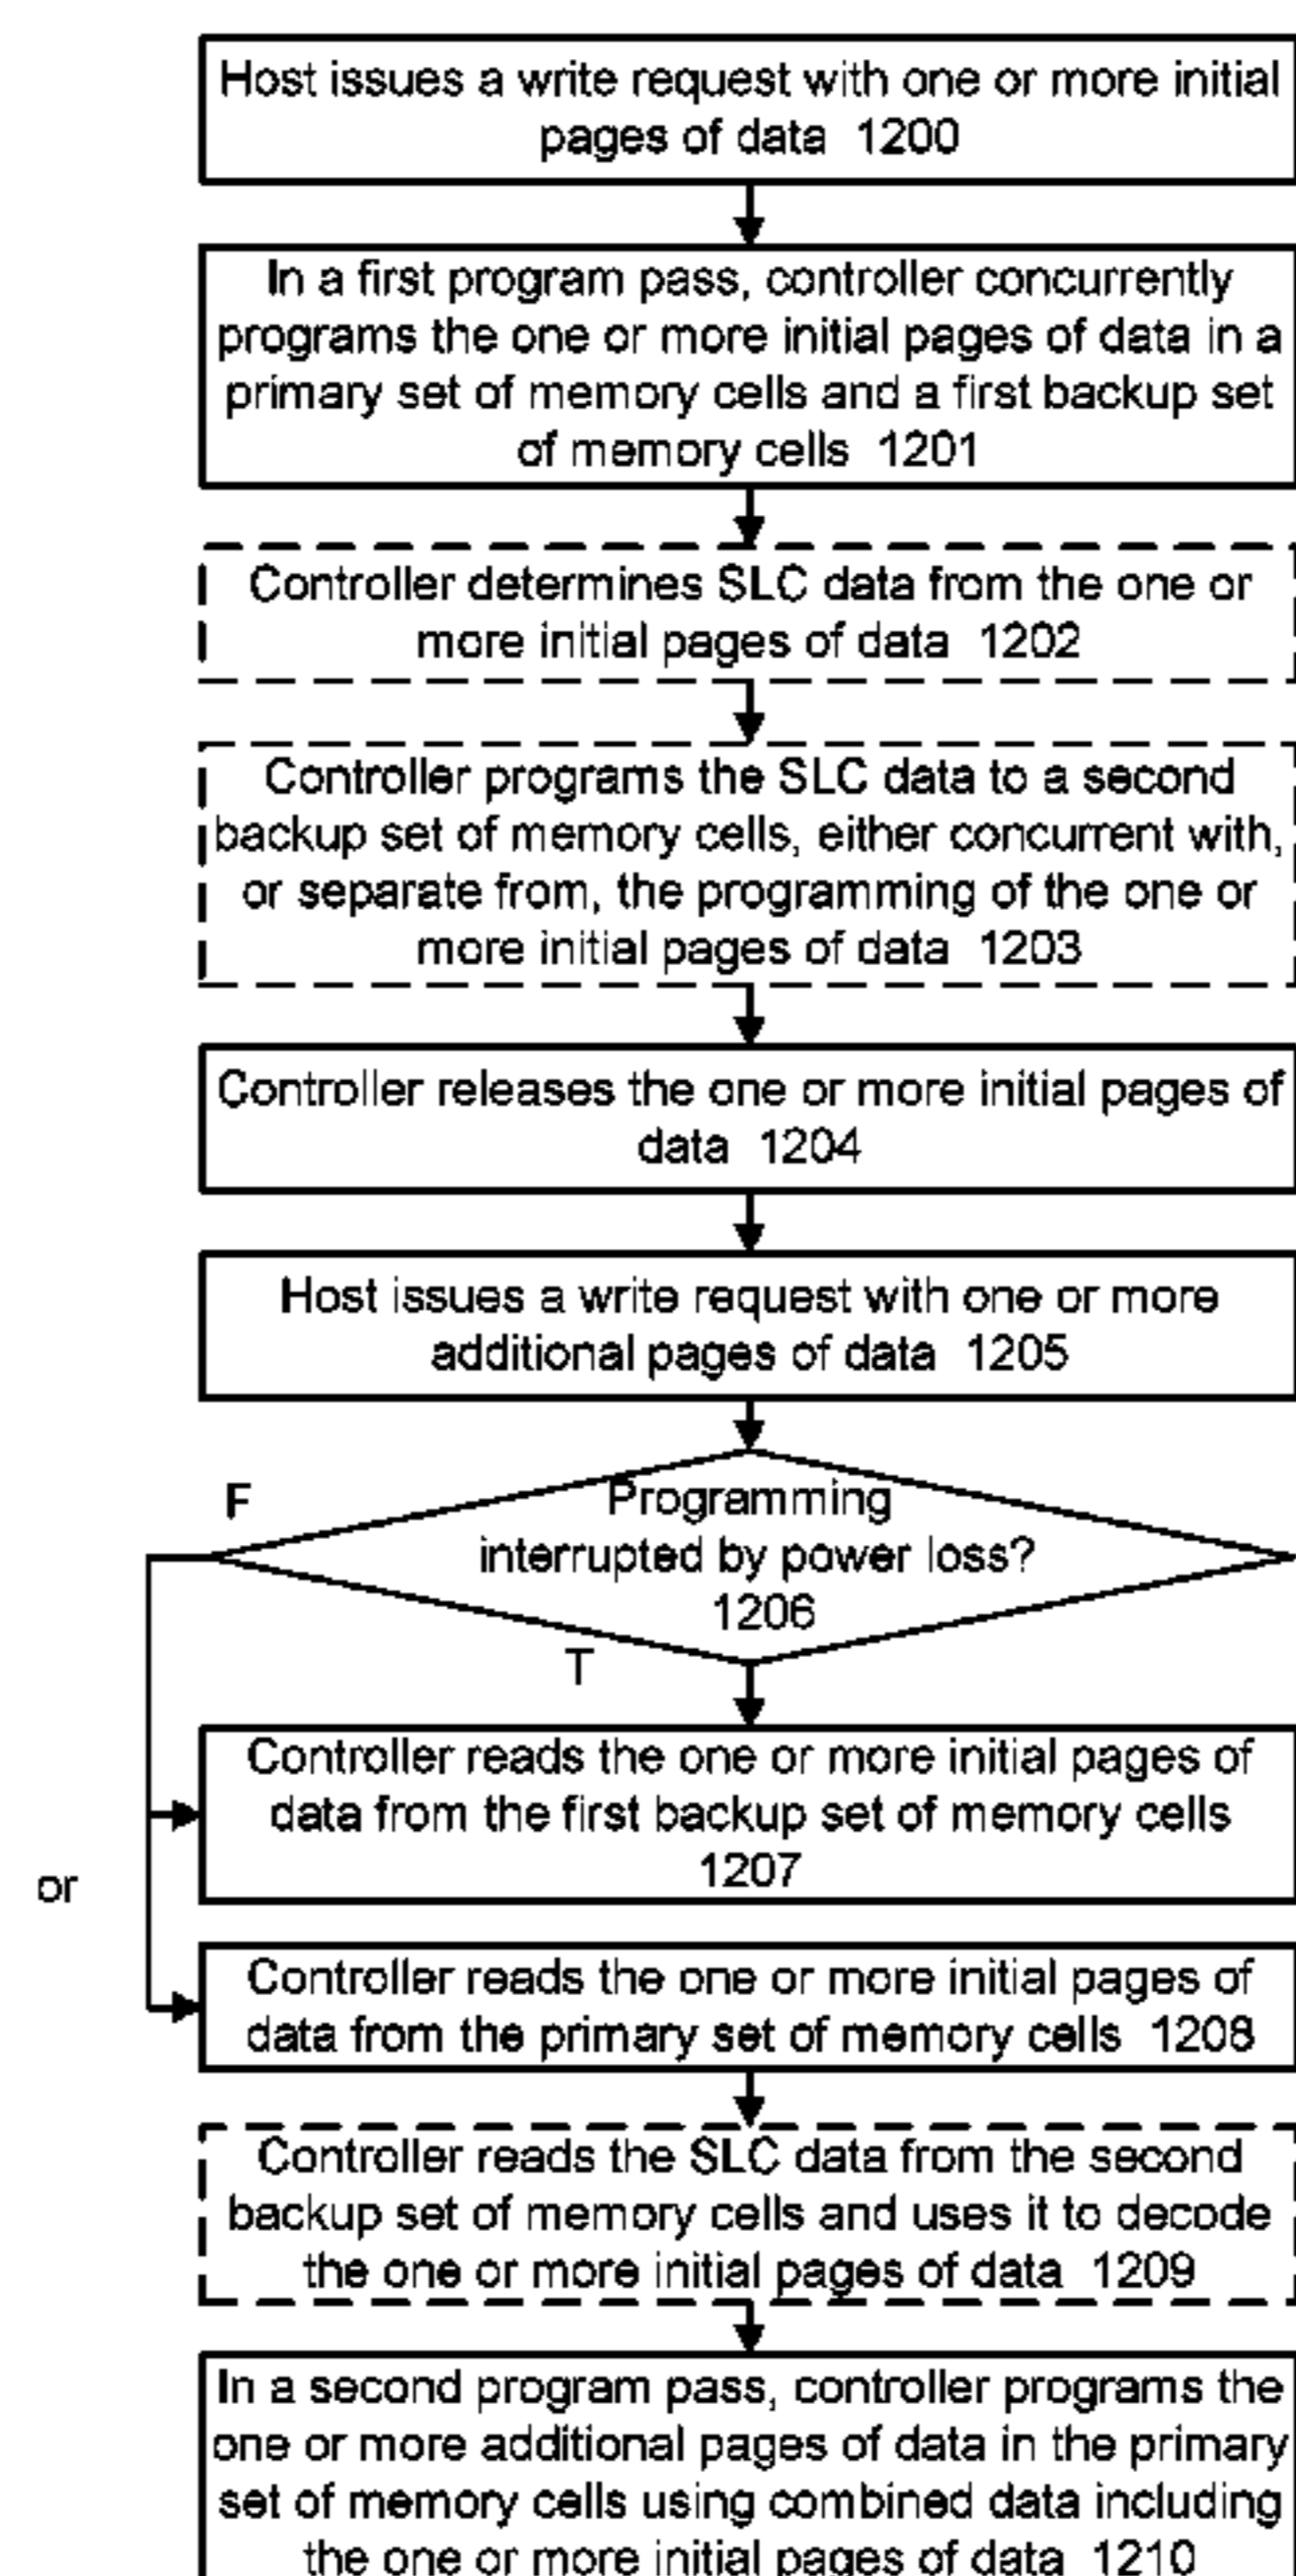 Host issues a write request with one or more initial
pages of data 1200
In a first program pass, controller concurrently
programs the one or more initial pages of data in a
primary set of memory cells and a first backup set
of memory cells 1201
Controller determines SLC data from the one or
more initial pages of data 1202
Controller programs the SLC data to a second
backup set of memory cells, either concurrent with,
or separate from, the programming of the one or
more initial pages of data 1203
Controller releases the one or more initial pages of
data 1204
Host issues a write request with one or more
additional pages of data 1205
F
Programming
interrupted by power loss?
1206
T
Controller reads the one or more initial pages of
data from the first backup set of memory cells
1207
or
Controller reads the one or more initial pages of
data from the primary set of memory cells 1208
Controller reads the SLC data from the second
backup set of memory cells and uses it to decode
the one or more initial pages of data 1209
In a second program pass, controller programs the
one or more additional pages of data in the primary
set of memory cells using combined data including
the one or more initial pages of data 1210